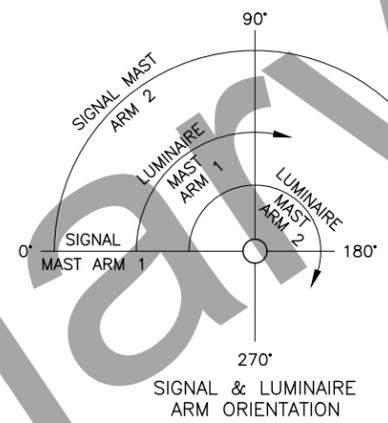 90°
SIGNAL MAST
ARM 2
LUMINAIRE
MAST
ARM 1
LUMINAIRE
MAST
ARM 2
0°
SIGNAL
MAST ARM 1
180°
270°
SIGNAL & LUMINAIRE
ARM ORIENTATION